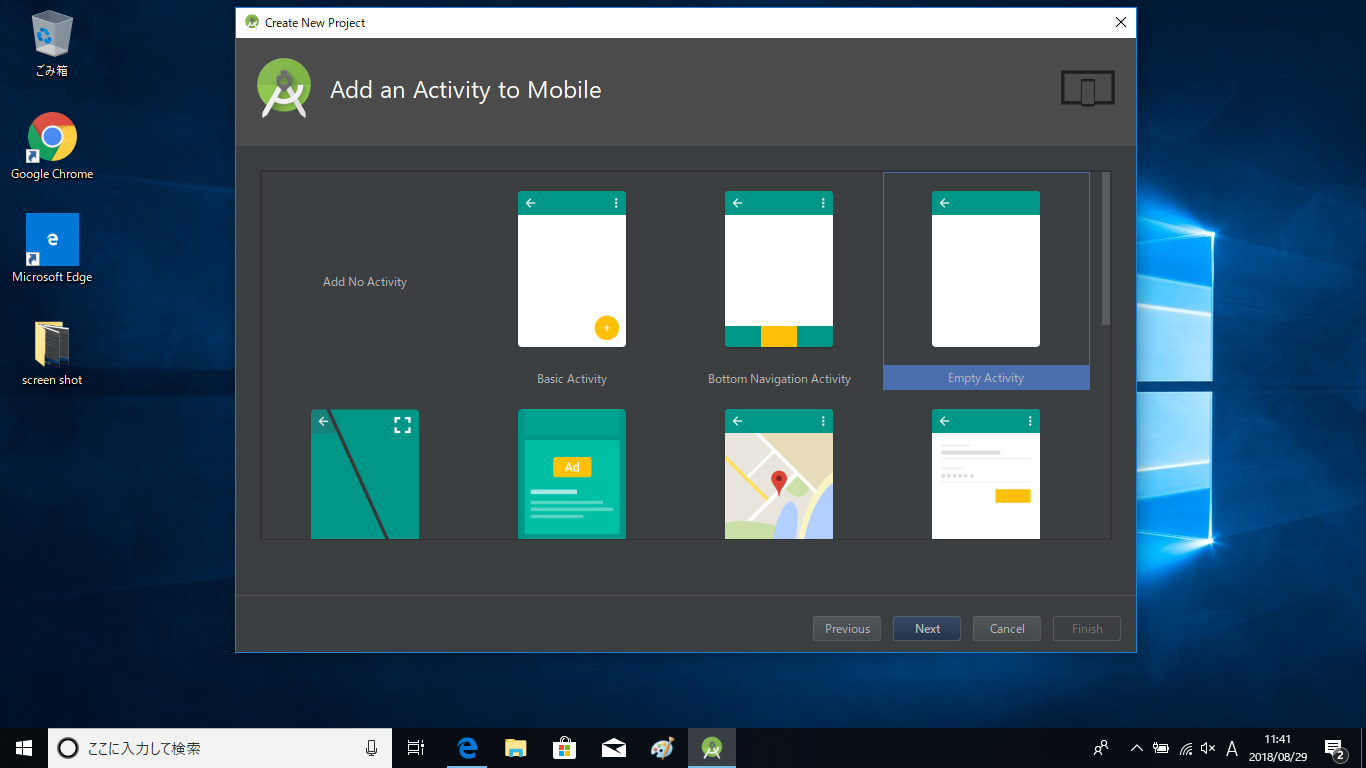 ごみ箱
Google Chrome
Microsoft Edge
screen shot
Create New Project
Add an Activity to Mobile
Add No Activity
Basic Activity
Bottom Navigation Activity
Empty Activity
Ad
Previous
Next
Cancel
Finish
ここに入力して検索
A
11:41
2018/08/29
2